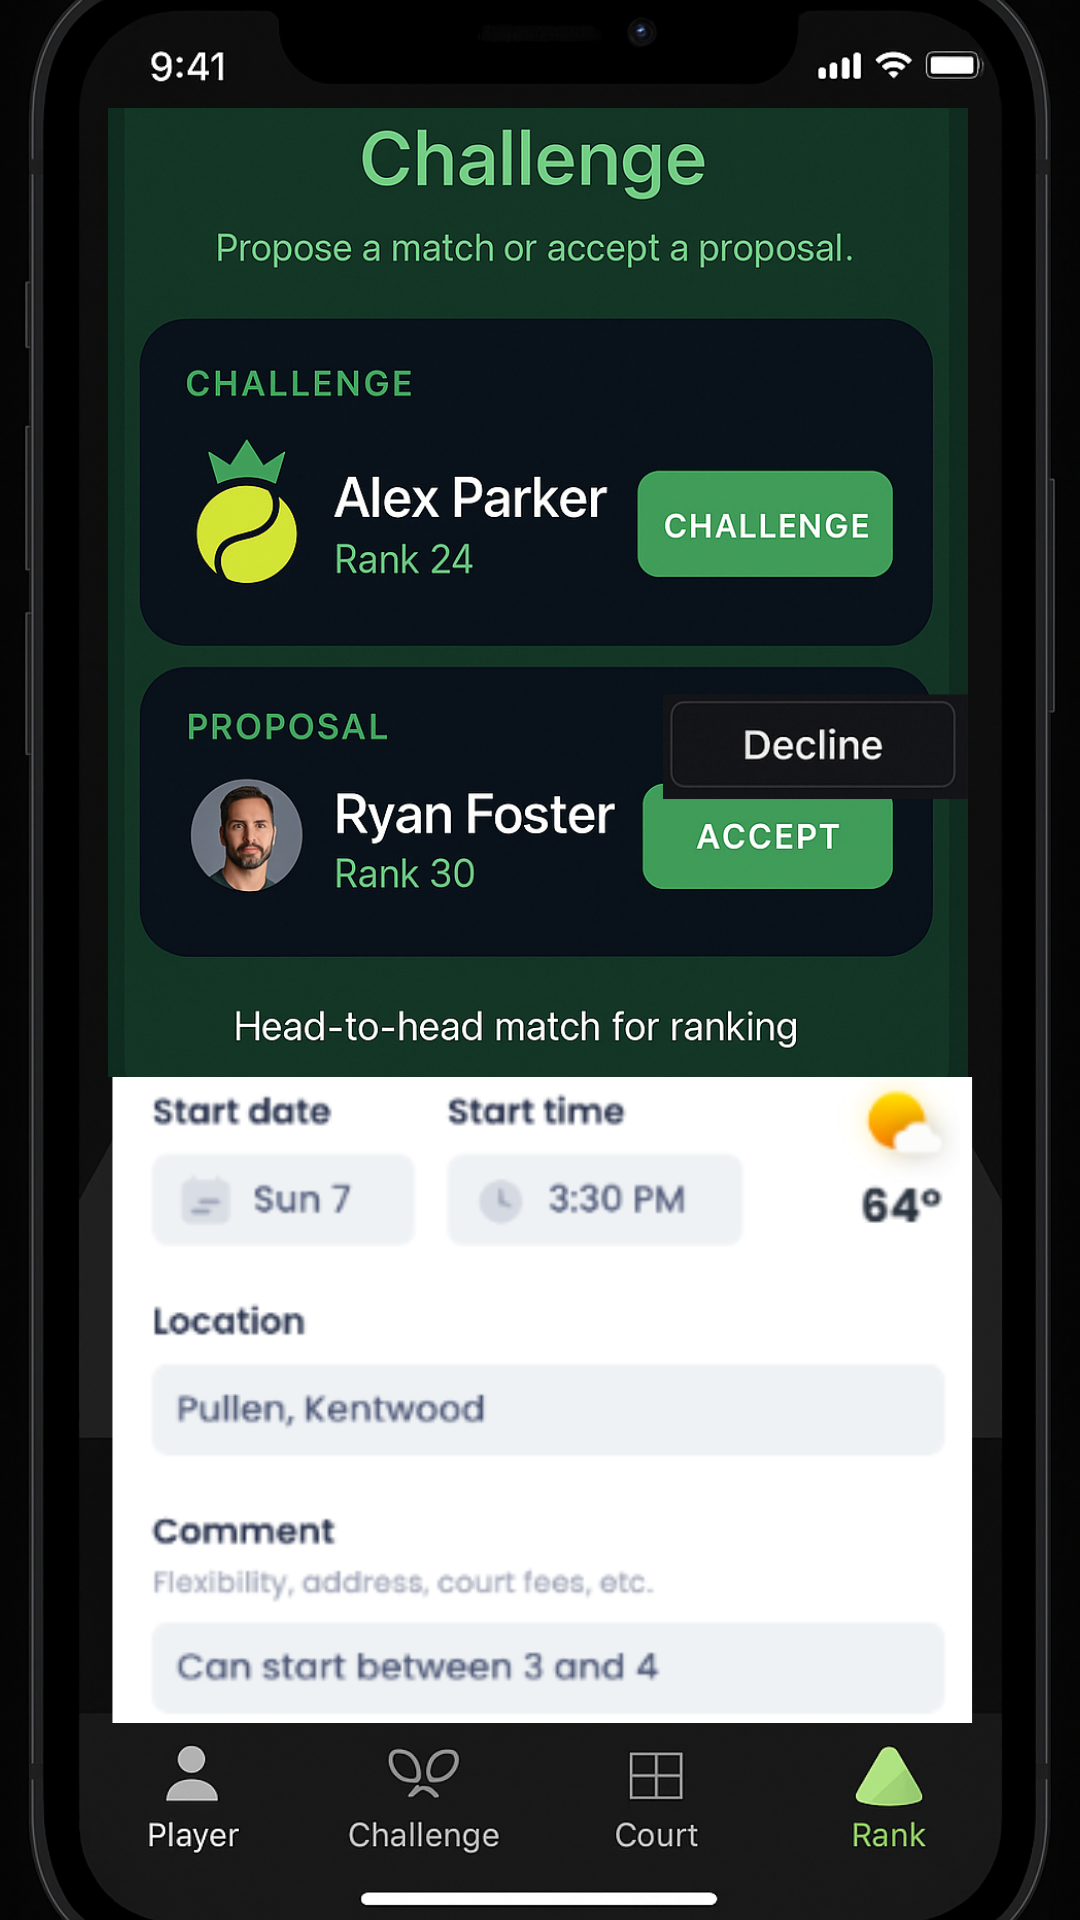 9:41
Challenge
Propose a match or accept a proposal.
CHALLENGE
Alex Parker
Rank 24
CHALLENGE
PROPOSAL
Decline
Ryan Foster
Rank 30
ACCEPT
Head-to-head match for ranking
Start date Start time
Sun 7 3:30 PM 64°
Location
Pullen, Kentwood
Comment
Flexibility, address, court fees, etc.
Can start between 3 and 4
Player Challenge Court Rank